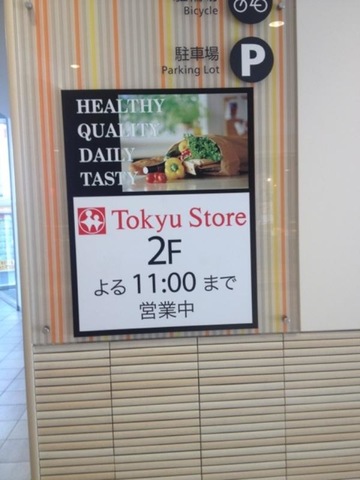 Bicycle
駐車場
Parking Lot
P
HEALTHY
QUALITY
DAILY
TASTY
Tokyu Store
2F
よる 11:00 まで
営業中